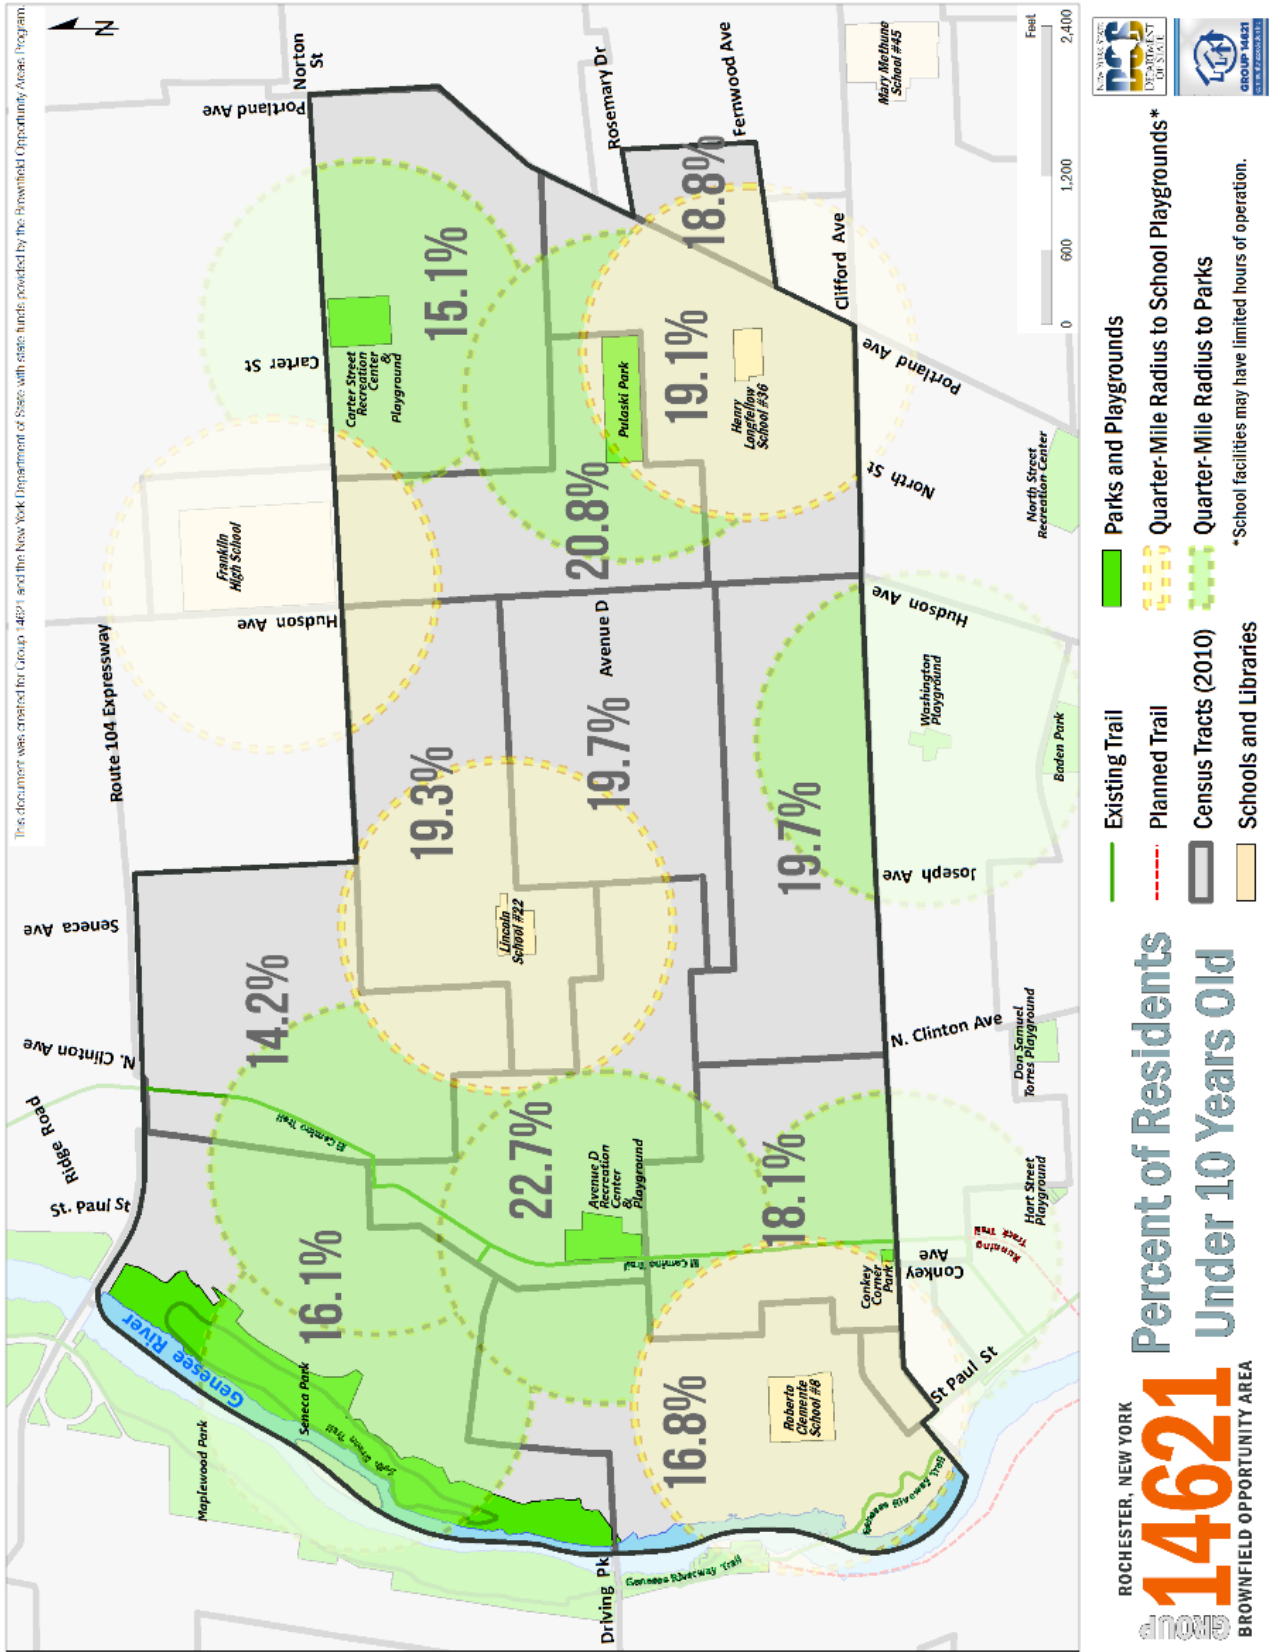 This document was created for Group 14621 and the New York Department of State with state funds provided by the Brownfield Opportunity Areas Program.
N
Ridge Road
St. Paul St
N. Clinton Ave
Seneca Ave
Route 104 Expressway
Hudson Ave
Carter St
Portland Ave
Norton
St
Maplewood Park
Genesee River
Seneca Park
El Camino Trail
Franklin
High School
Carter Street
Recreation
Center
&
Playground
14.2%
16.1%
19.3%
15.1%
Lincoln
School #22
22.7%
Avenue D
Recreation
Center
&
Playground
El Camino Trail
19.7%
Avenue D
20.8%
Pulaski Park
Rosemary Dr
Driving Pk
Genesee Riverway Trail
16.8%
Roberto
Clemente
School #8
18.1%
19.7%
19.1%
Henry
Longfellow
School #36
18.8%
Fernwood Ave
Genesee Riverway Trail
Conkey
Corner
Park
Conkey
Ave
St Paul St
N. Clinton Ave
Joseph Ave
Hudson Ave
North St
Portland Ave
Clifford Ave
Mary Mcthune
School #45
Running
Track Trail
Hart Street
Playground
Don Samuel
Torres Playground
Washington
Playground
Baden Park
North Street
Recreation Center
Feet
0 600 1,200 2,400
ROCHESTER, NEW YORK
GROUP 14621
BROWNFIELD OPPORTUNITY AREA
Percent of Residents
Under 10 Years Old
Existing Trail
Planned Trail
Census Tracts (2010)
Schools and Libraries
Parks and Playgrounds
Quarter-Mile Radius to School Playgrounds*
Quarter-Mile Radius to Parks
*School facilities may have limited hours of operation.
NEW YORK STATE
DOS
DEPARTMENT
OF STATE
GROUP 14621